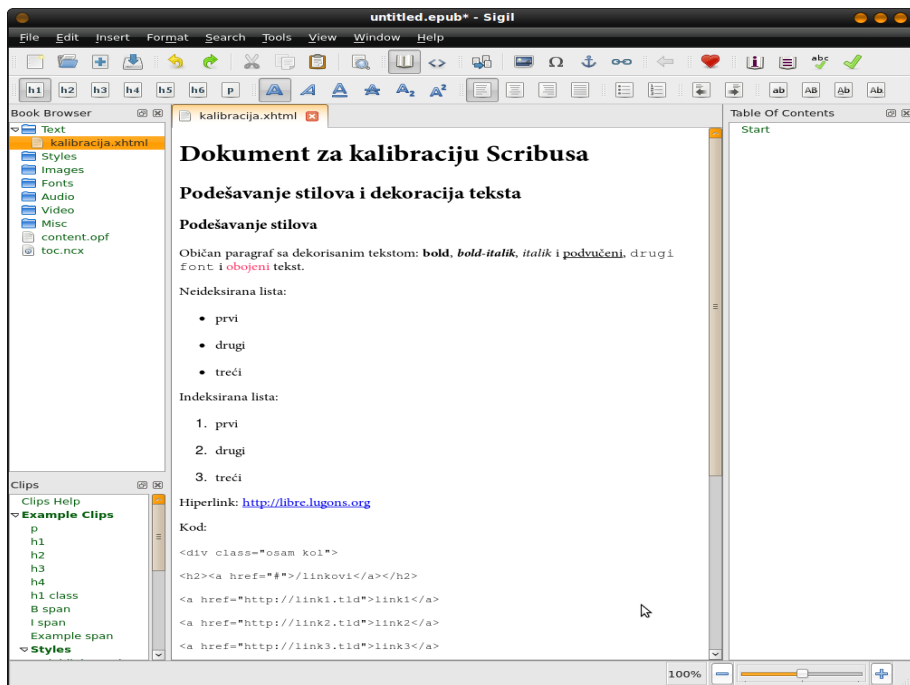 untitled.epub* - Sigil
File Edit Insert Format Search Tools View Window Help
abc
h1 h2 h3 h4 h5 h6 p A A A A A₂ A² ab AB Ab Ab
Book Browser
Text
kalibracija.xhtml
Styles
Images
Fonts
Audio
Video
Misc
content.opf
toc.ncx
Clips
Clips Help
Example Clips
p
h1
h2
h3
h4
h1 class
B span
I span
Example span
Styles
kalibracija.xhtml
Dokument za kalibraciju Scribusa
Podešavanje stilova i dekoracija teksta
Podešavanje stilova
Običan paragraf sa dekorisanim tekstom: bold, bold-italik, italik i podvučeni, drugi
font i obojeni tekst.
Neideksirana lista:
• prvi
• drugi
• treći
Indeksirana lista:
1. prvi
2. drugi
3. treći
Hiperlink: http://libre.lugons.org
Kod:
<div class="osam kol">
<h2><a href="#">/linkovi</a></h2>
<a href="http://link1.tld">link1</a>
<a href="http://link2.tld">link2</a>
<a href="http://link3.tld">link3</a>
Table Of Contents
Start
100%